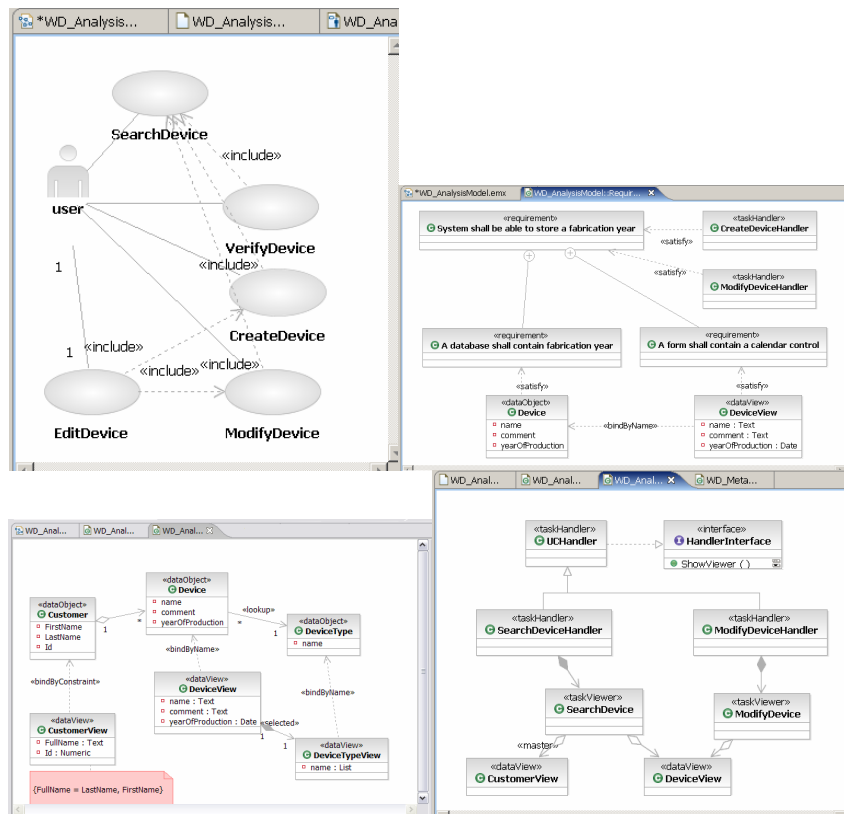 *WD_Analysis...
WD_Analysis...
WD_Ana
SearchDevice
«include»
user
VerifyDevice
«include»
1
CreateDevice
1
«include»
«include»
«include»
EditDevice
ModifyDevice
*WD_AnalysisModel.emx
WD_AnalysisModel::Requir...
«requirement»
System shall be able to store a fabrication year
«taskHandler»
CreateDeviceHandler
«satisfy»
«satisfy»
«taskHandler»
ModifyDeviceHandler
«requirement»
A database shall contain fabrication year
«requirement»
A form shall contain a calendar control
«satisfy»
«satisfy»
«dataObject»
Device
name
comment
yearOfProduction
«bindByName»
«dataView»
DeviceView
name : Text
comment : Text
yearOfProduction : Date
WD_Anal...
WD_Anal...
WD_Anal...
«dataObject»
Customer
FirstName
LastName
Id
1
*
«dataObject»
Device
name
comment
yearOfProduction
«lookup»
*
1
«dataObject»
DeviceType
name
«bindByName»
«bindByConstraint»
«dataView»
DeviceView
name : Text
comment : Text
yearOfProduction : Date
«bindByName»
«selected»
1
1
«dataView»
CustomerView
FullName : Text
Id : Numeric
«dataView»
DeviceTypeView
name : List
{FullName = LastName, FirstName}
WD_Anal...
WD_Anal...
WD_Anal...
WD_Meta...
«taskHandler»
UCHandler
«interface»
HandlerInterface
ShowViewer ( )
«taskHandler»
SearchDeviceHandler
«taskHandler»
ModifyDeviceHandler
«taskViewer»
SearchDevice
«taskViewer»
ModifyDevice
«master»
«dataView»
CustomerView
«dataView»
DeviceView